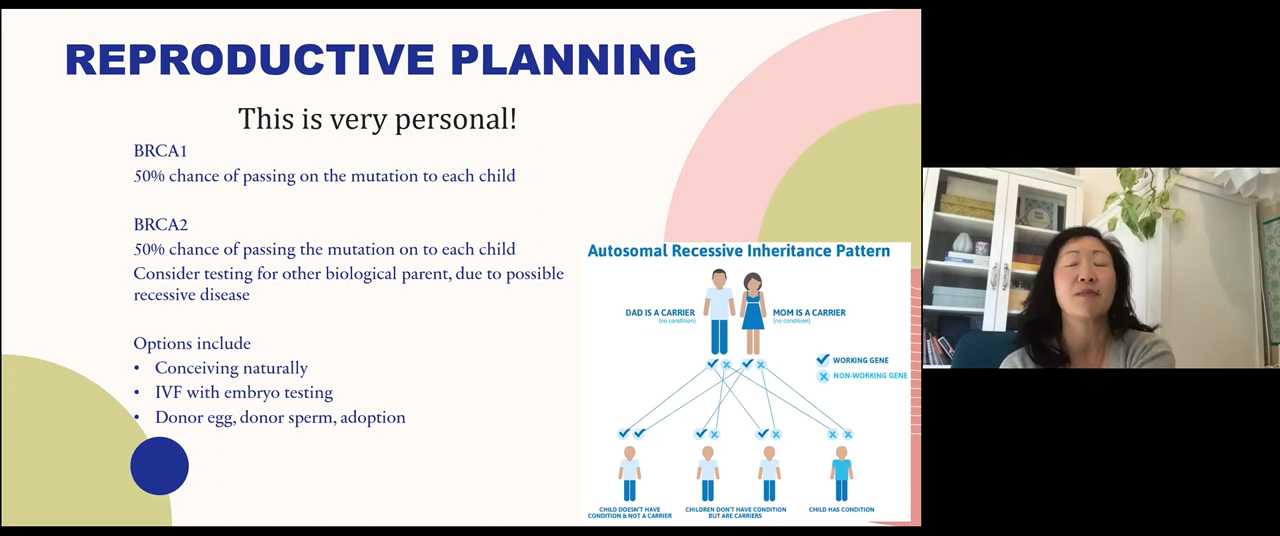 REPRODUCTIVE PLANNING
This is very personal!
BRCA1
50% chance of passing on the mutation to each child
BRCA2
50% chance of passing the mutation on to each child
Consider testing for other biological parent, due to possible
recessive disease
Options include
• Conceiving naturally
• IVF with embryo testing
• Donor egg, donor sperm, adoption
Autosomal Recessive Inheritance Pattern
DAD IS A CARRIER
(no condition)
MOM IS A CARRIER
(no condition)
WORKING GENE
NON-WORKING GENE
CHILD DOESN'T HAVE
CONDITION & NOT A CARRIER
CHILDREN DON'T HAVE CONDITION
BUT ARE CARRIERS
CHILD HAS CONDITION